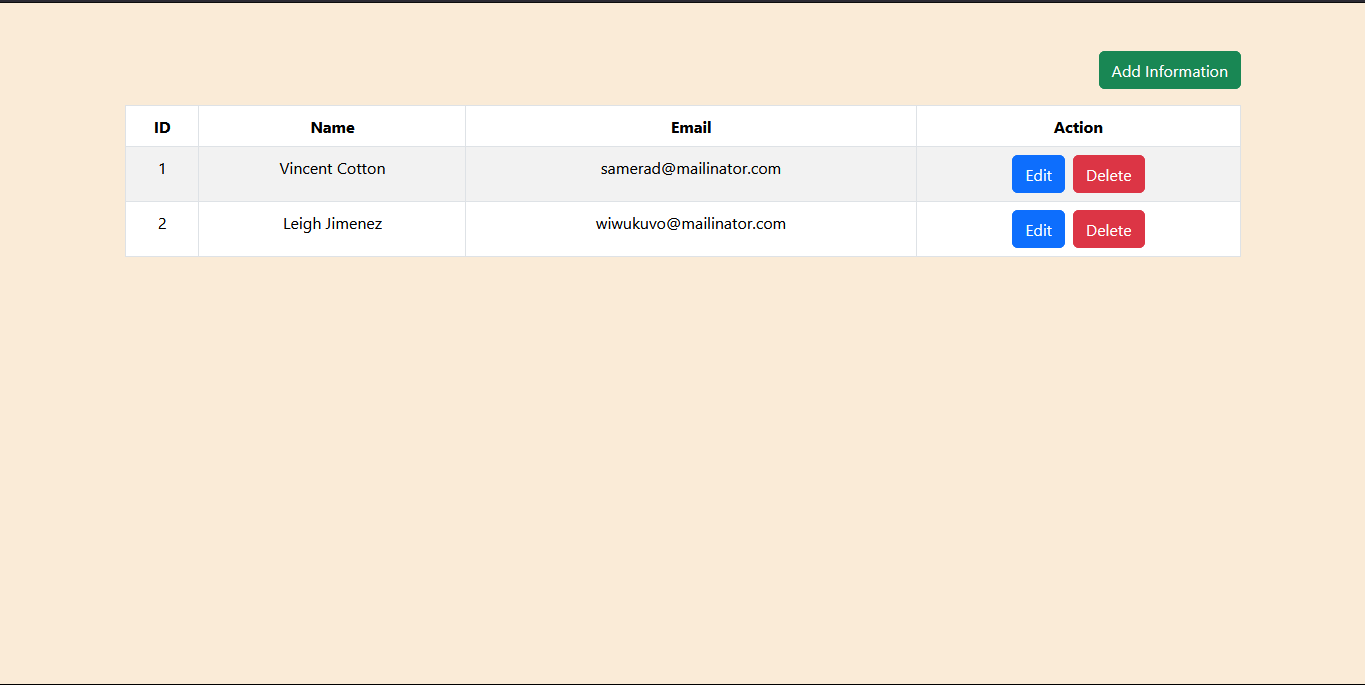 Add Information
ID Name Email Action
1 Vincent Cotton samerad@mailinator.com Edit Delete
2 Leigh Jimenez wiwukuvo@mailinator.com Edit Delete